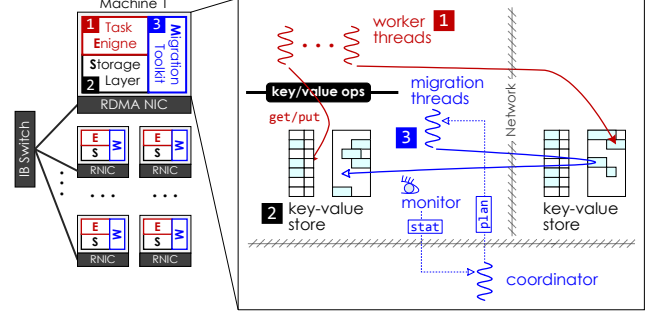 Machine 1
1 Task
Enigne
3
Migration
Toolkit
Storage
Layer
2
RDMA NIC
IB Switch
E
S
M
RNIC
E
S
M
RNIC
E
S
M
RNIC
E
S
M
RNIC
worker 1
threads
key/value ops
get/put
migration
threads
3
Network
monitor
stat
plan
2 key-value
store
key-value
store
coordinator